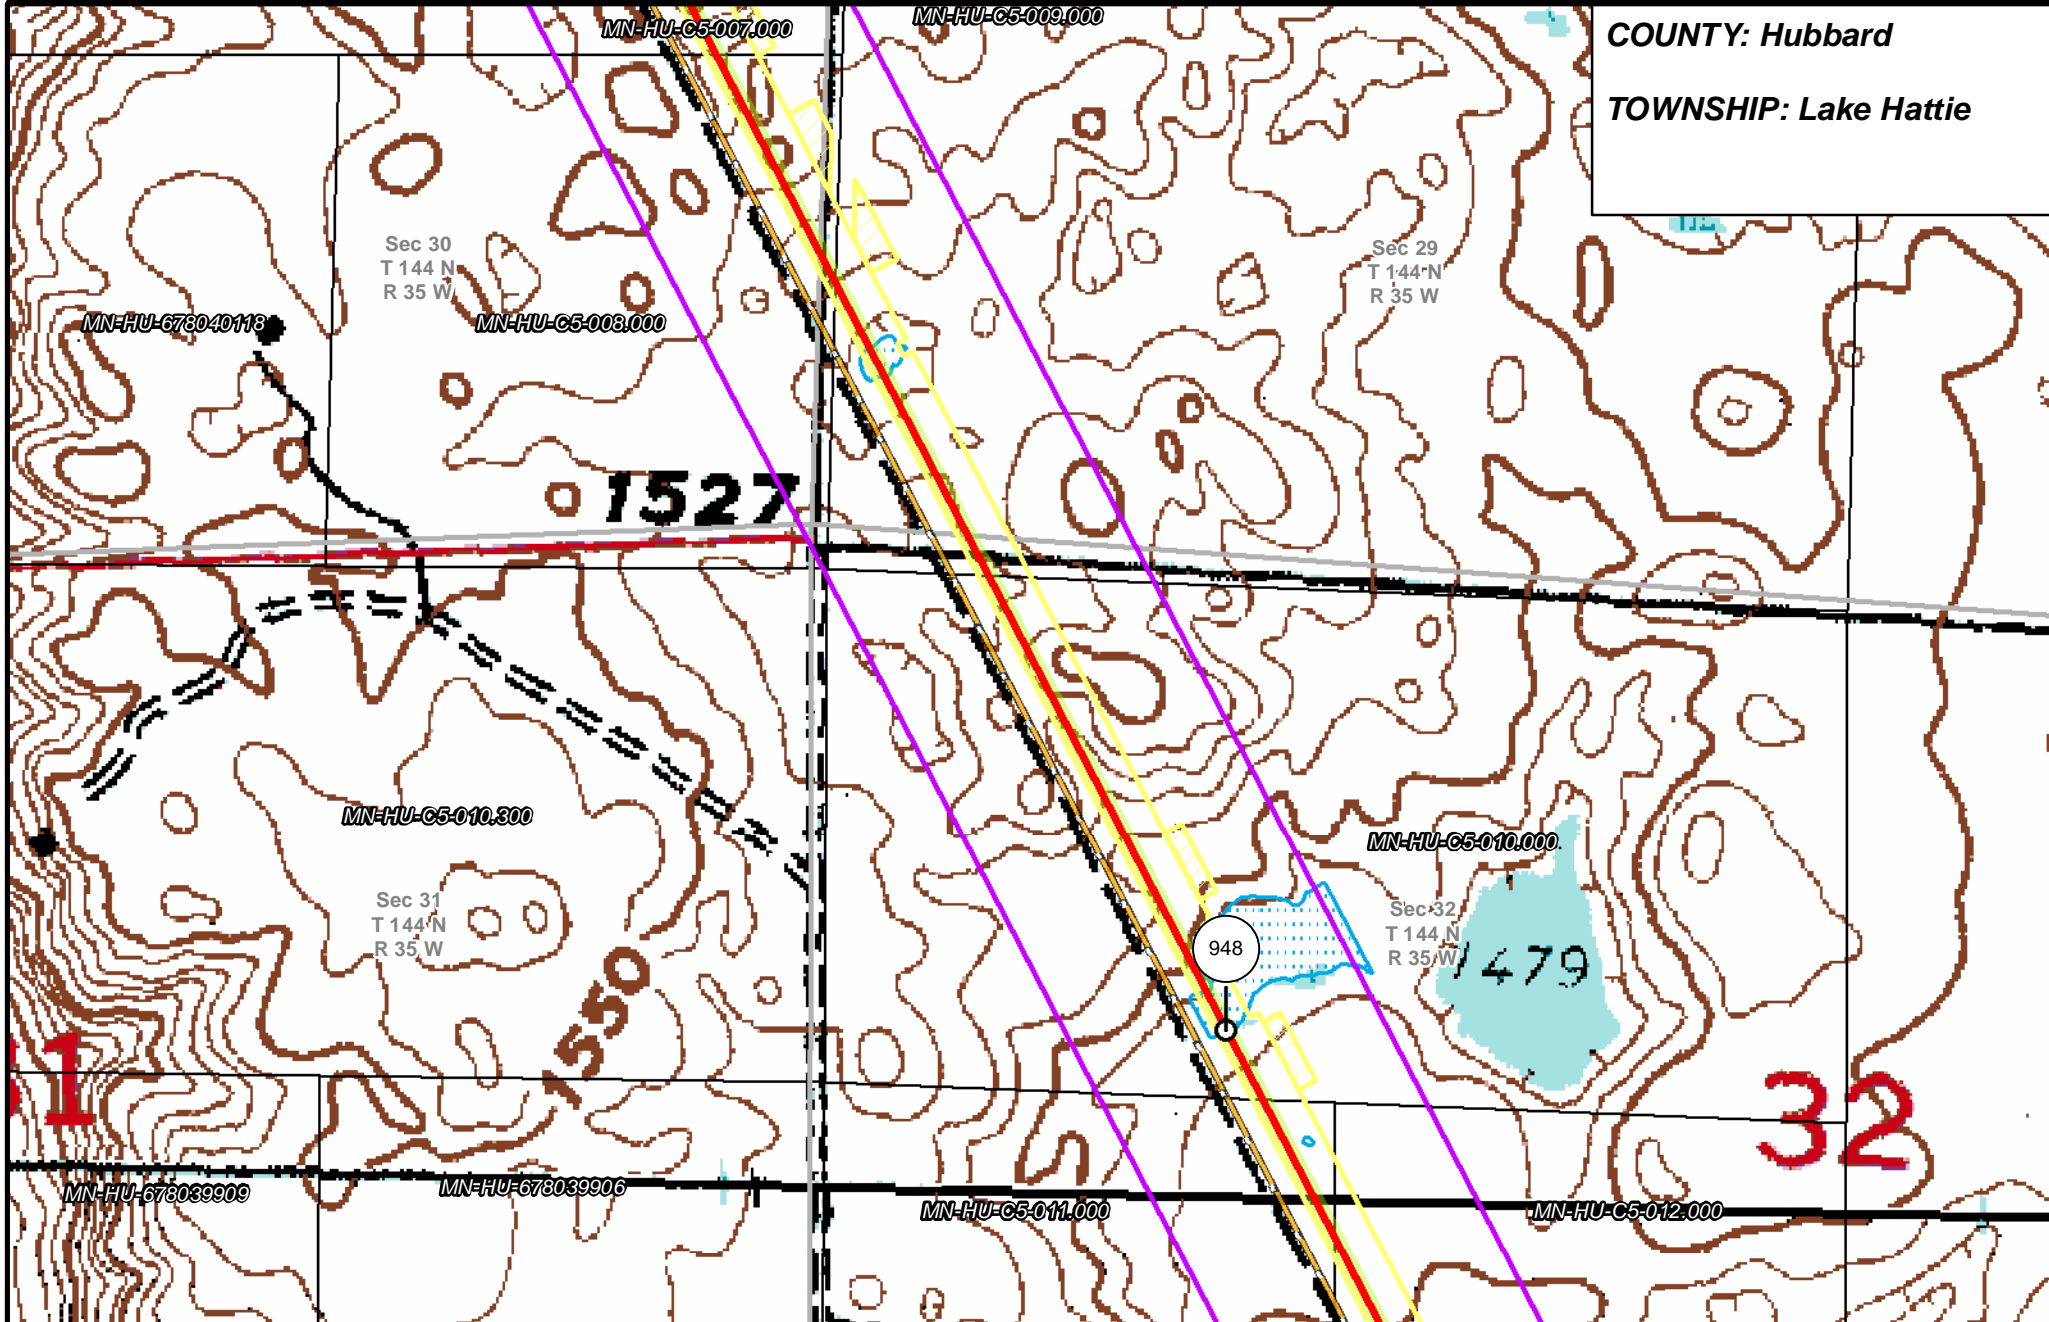 MN-HU-C5-007.000
MN-HU-C5-009.000
COUNTY: Hubbard
TOWNSHIP: Lake Hattie
Sec 30
T 144 N
R 35 W
Sec 29
T 144 N
R 35 W
MN-HU-678040118
MN-HU-C5-008.000
1527
MN-HU-C5-010.300
MN-HU-C5-010.000
Sec 31
T 144 N
R 35 W
948
Sec 32
T 144 N
R 35 W
1479
1550
31
32
MN-HU-678039909
MN-HU-678039906
MN-HU-C5-011.000
MN-HU-C5-012.000